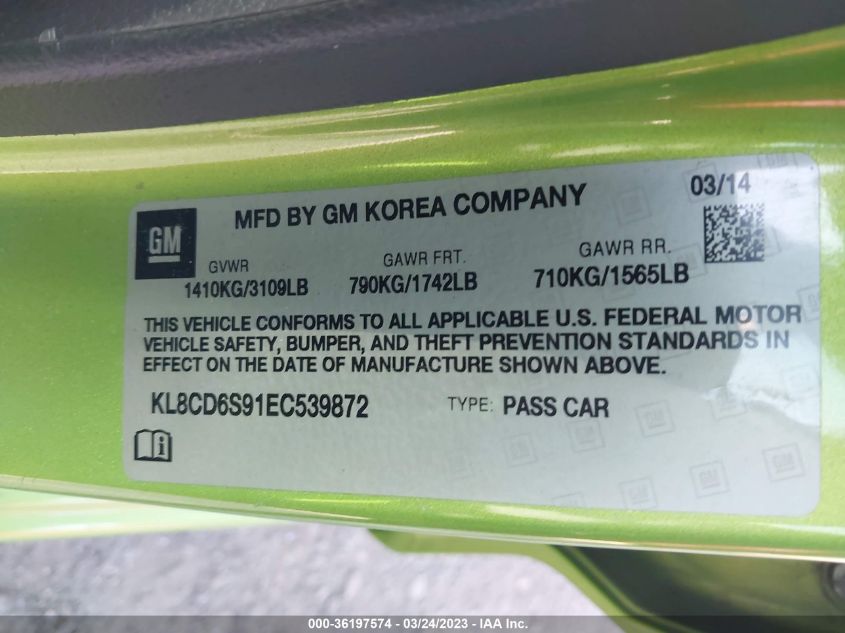 03/14
MFD BY GM KOREA COMPANY
GM
GVWR GAWR FRT. GAWR RR.
1410KG/3109LB 790KG/1742LB 710KG/1565LB
THIS VEHICLE CONFORMS TO ALL APPLICABLE U.S. FEDERAL MOTOR
VEHICLE SAFETY, BUMPER, AND THEFT PREVENTION STANDARDS IN
EFFECT ON THE DATE OF MANUFACTURE SHOWN ABOVE.
KL8CD6S91EC539872 TYPE: PASS CAR
000-36197574 - 03/24/2023 - IAA Inc.